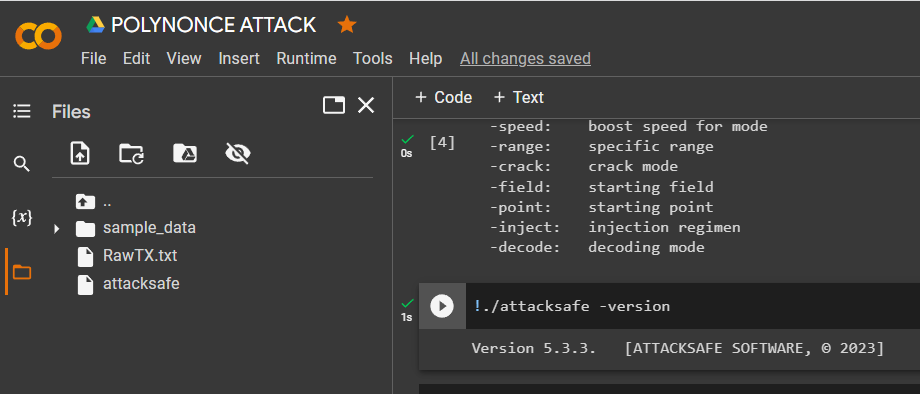 POLYNONCE ATTACK
File Edit View Insert Runtime Tools Help All changes saved
Files
+ Code + Text
..
sample_data
RawTX.txt
attacksafe
{x}
0s
[4]
-speed: boost speed for mode
-range: specific range
-crack: crack mode
-field: starting field
-point: starting point
-inject: injection regimen
-decode: decoding mode
1s
!./attacksafe -version
Version 5.3.3. [ATTACKSAFE SOFTWARE, © 2023]